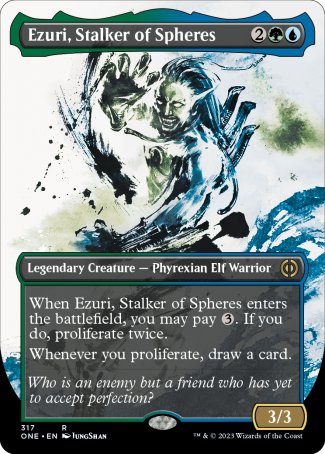 Ezuri, Stalker of Spheres 2
Legendary Creature — Phyrexian Elf Warrior
When Ezuri, Stalker of Spheres enters
the battlefield, you may pay 3. If you
do, proliferate twice.
Whenever you proliferate, draw a card.
Who is an enemy but a friend who has yet
to accept perfection?
3/3
317 R
ONE • EN JUNGSHAN
™ & © 2023 Wizards of the Coast